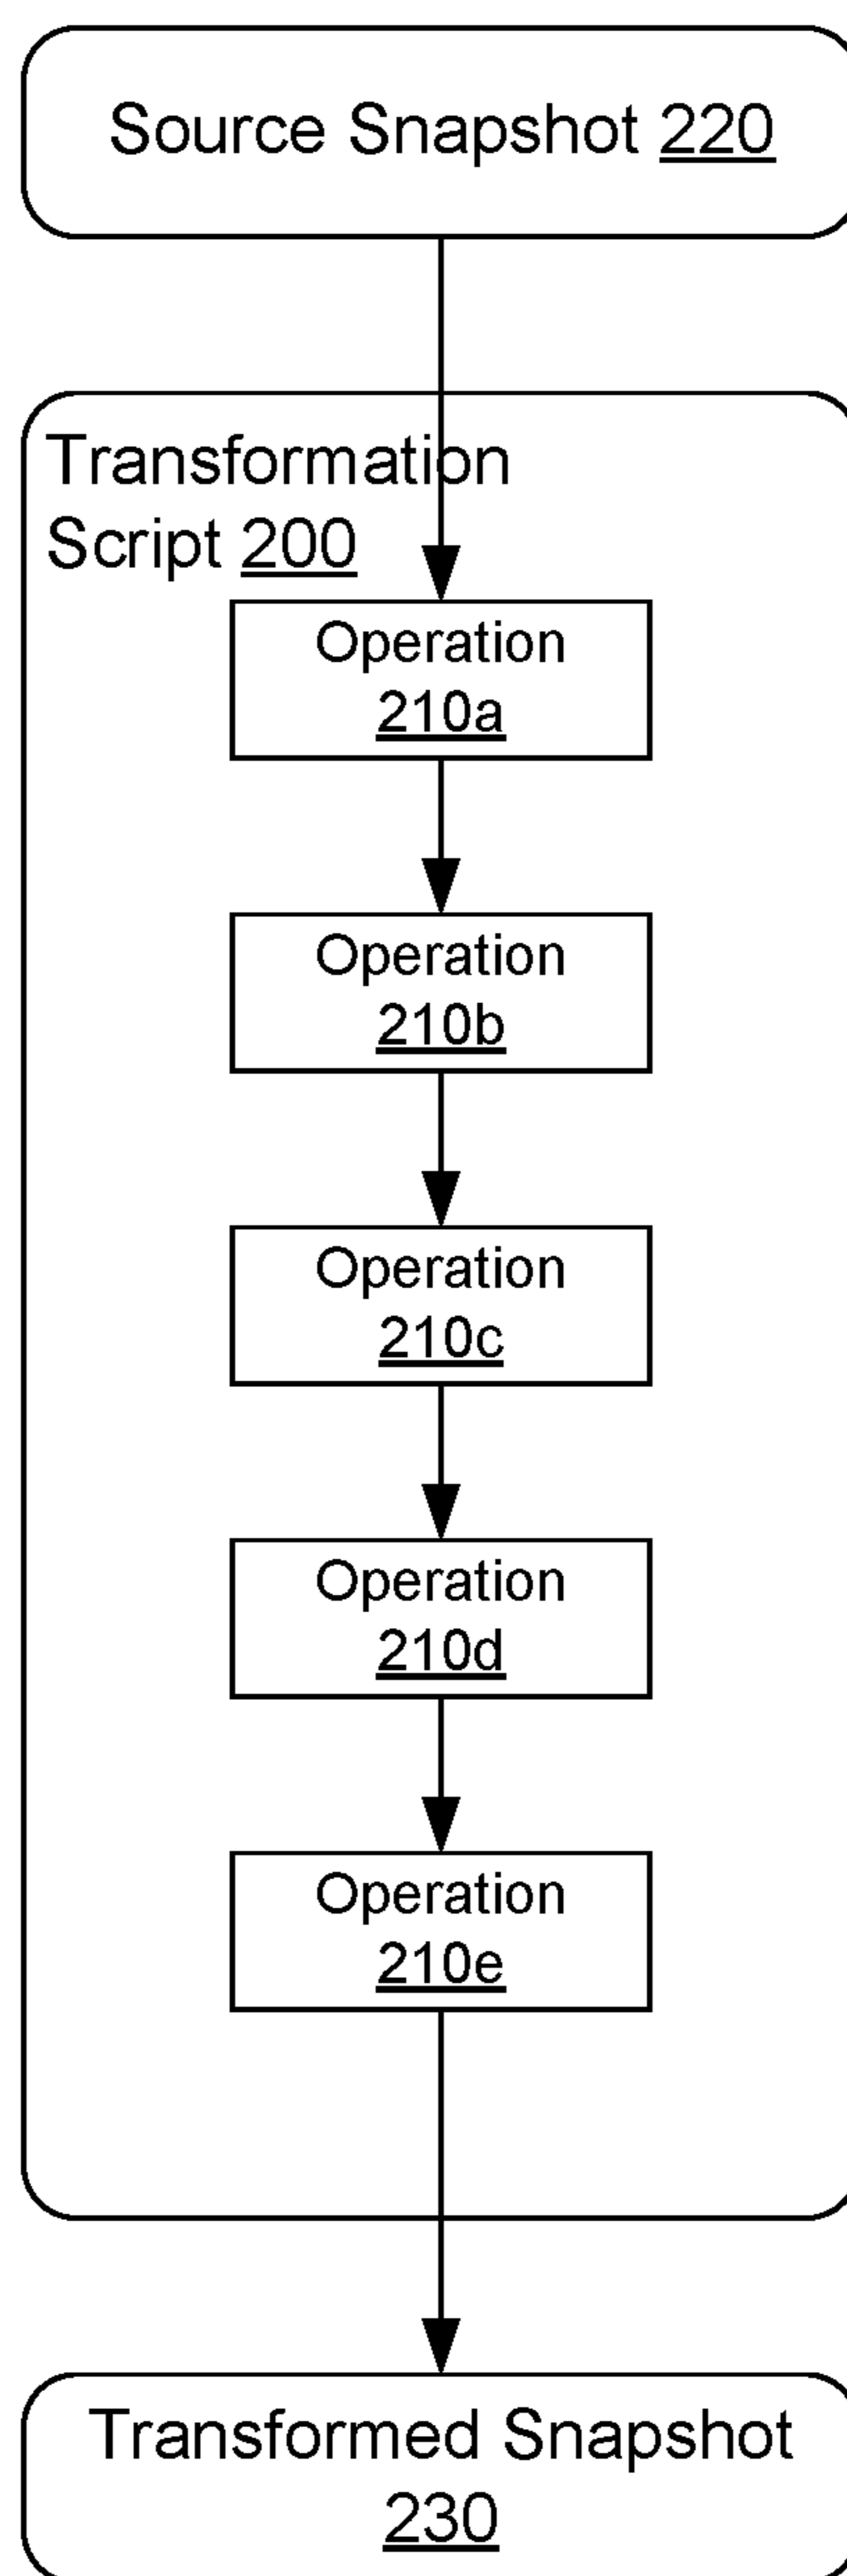 Source Snapshot 220
Transformation
Script 200
Operation
210a
Operation
210b
Operation
210c
Operation
210d
Operation
210e
Transformed Snapshot
230